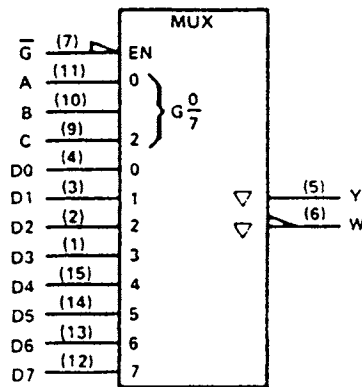 MUX
G̅ (7) EN
A (11) 0
B (10) G 0/7
C (9) 2
D0 (4) 0
D1 (3) 1 ▽ (5) Y
D2 (2) 2 ▽ (6) W
D3 (1) 3
D4 (15) 4
D5 (14) 5
D6 (13) 6
D7 (12) 7